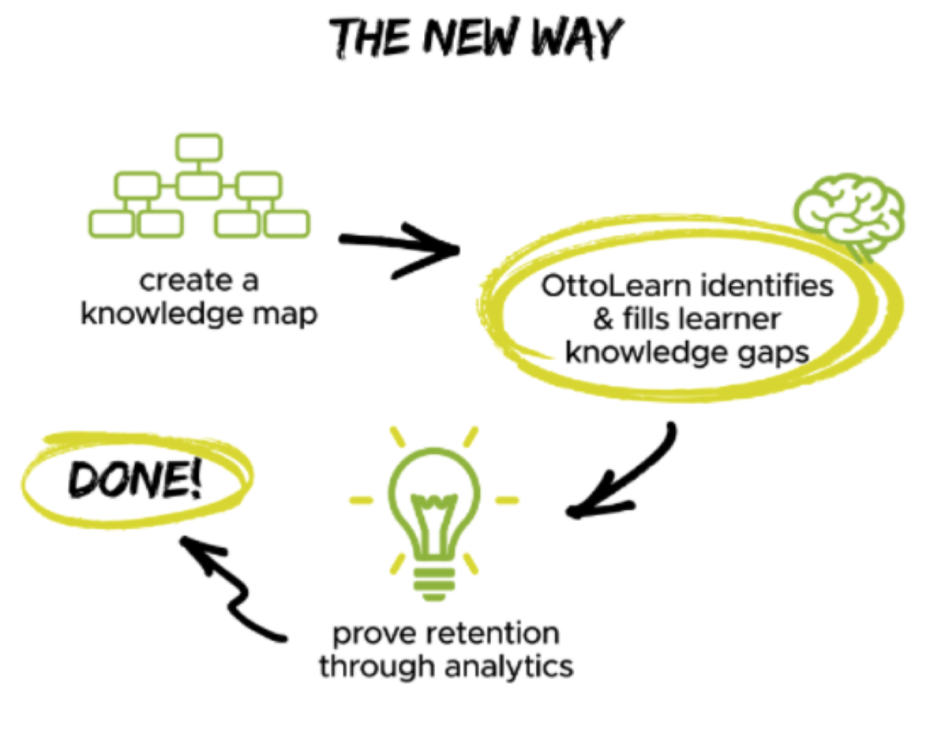 THE NEW WAY
create a
knowledge map
OttoLearn identifies
& fills learner
knowledge gaps
DONE!
prove retention
through analytics